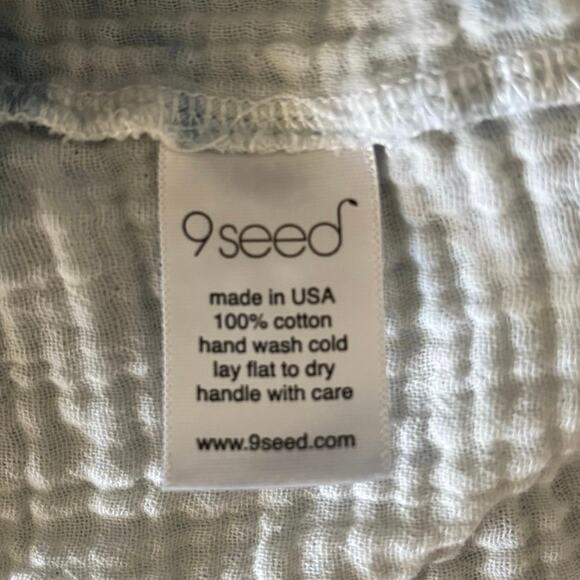 9seed
made in USA
100% cotton
hand wash cold
lay flat to dry
handle with care
www.9seed.com